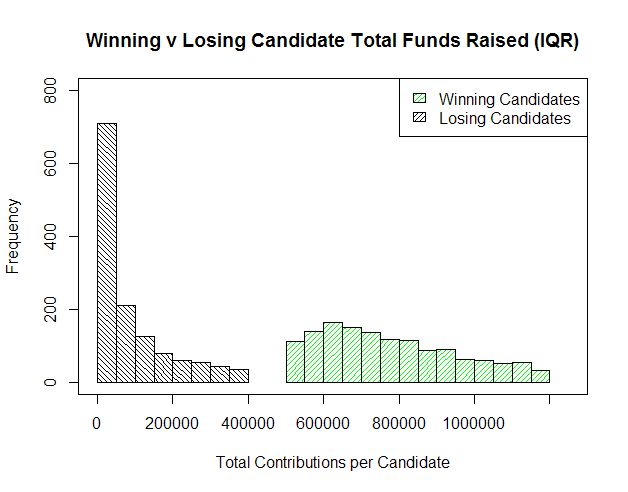 Winning v Losing Candidate Total Funds Raised (IQR)
Winning Candidates
Losing Candidates
800
600
400
200
0
Frequency
0 200000 400000 600000 800000 1000000
Total Contributions per Candidate